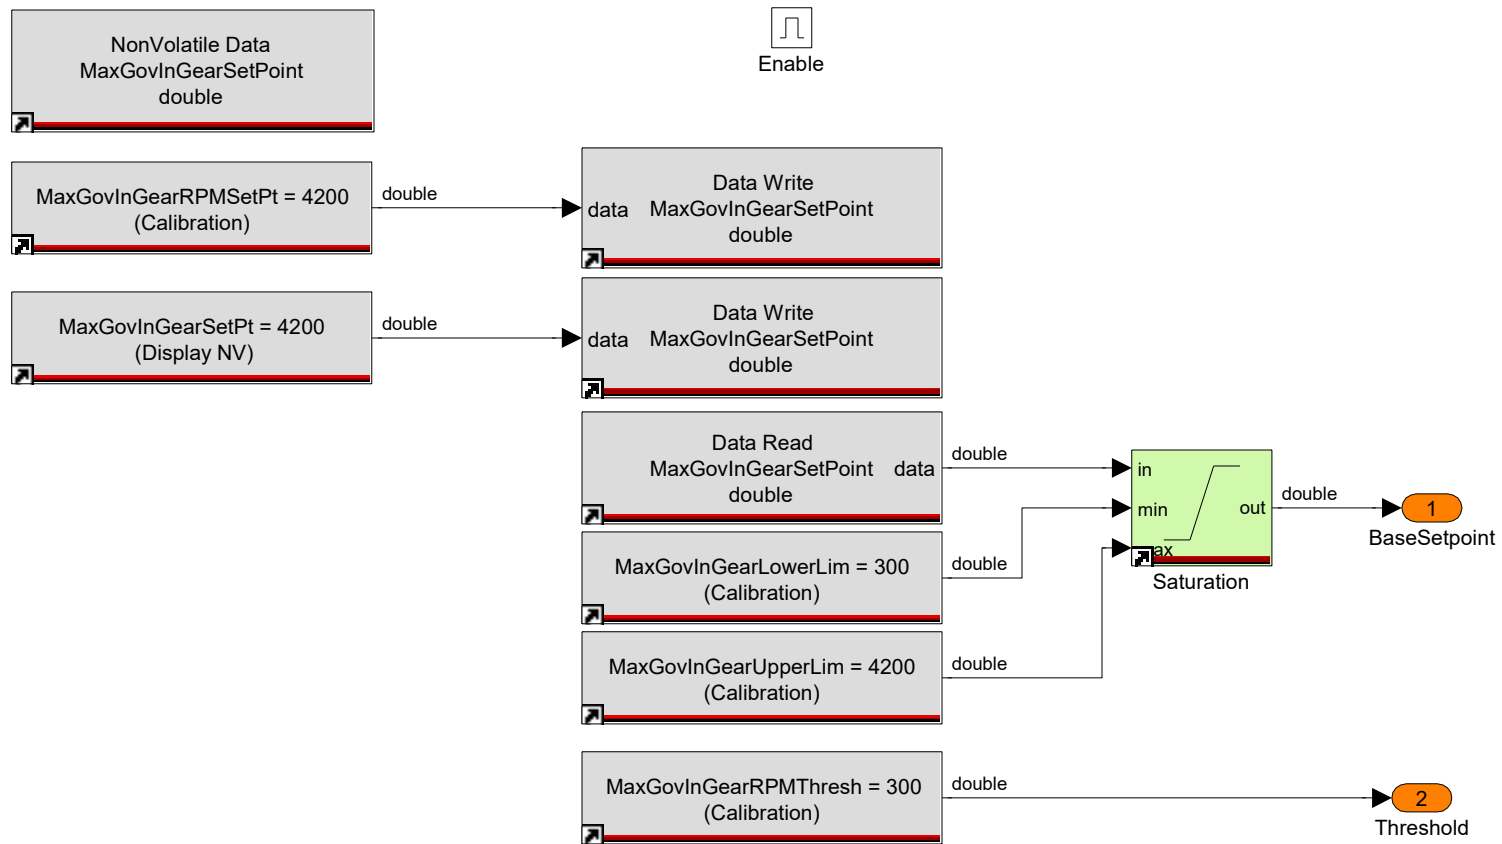 NonVolatile Data
MaxGovInGearSetPoint
double
Enable
MaxGovInGearRPMSetPt = 4200
(Calibration)
double
data
Data Write
MaxGovInGearSetPoint
double
MaxGovInGearSetPt = 4200
(Display NV)
double
data
Data Write
MaxGovInGearSetPoint
double
Data Read
MaxGovInGearSetPoint
double
data
double
MaxGovInGearLowerLim = 300
(Calibration)
double
MaxGovInGearUpperLim = 4200
(Calibration)
double
in
min
ax
out
Saturation
double
1
BaseSetpoint
MaxGovInGearRPMThresh = 300
(Calibration)
double
2
Threshold